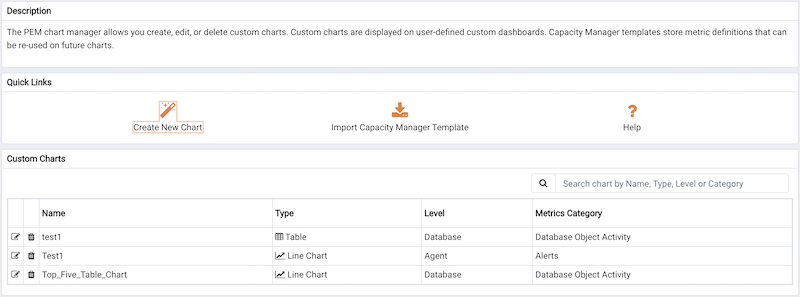 Description
The PEM chart manager allows you create, edit, or delete custom charts. Custom charts are displayed on user-defined custom dashboards. Capacity Manager templates store metric definitions that can
be re-used on future charts.
Quick Links
Create New Chart
Import Capacity Manager Template
Help
Custom Charts
Search chart by Name, Type, Level or Category
Name Type Level Metrics Category
test1 Table Database Database Object Activity
Test1 Line Chart Agent Alerts
Top_Five_Table_Chart Line Chart Database Database Object Activity